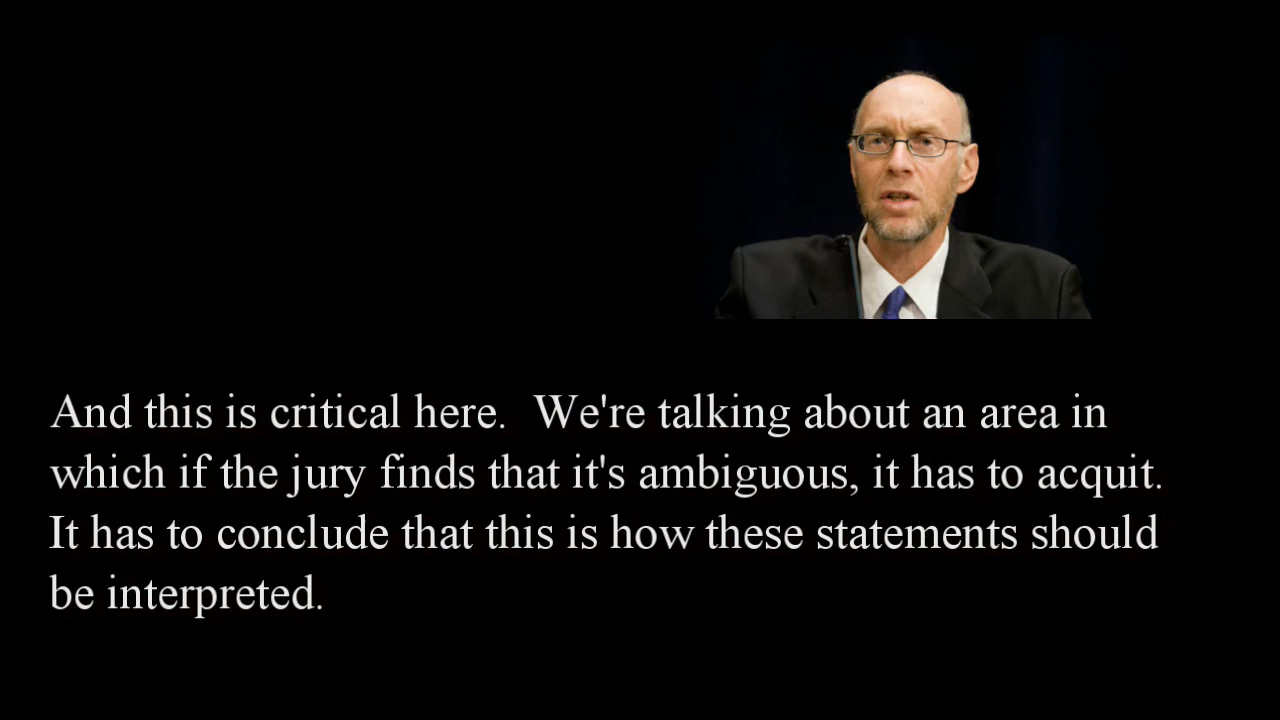 And this is critical here.  We're talking about an area in
which if the jury finds that it's ambiguous, it has to acquit.
It has to conclude that this is how these statements should
be interpreted.